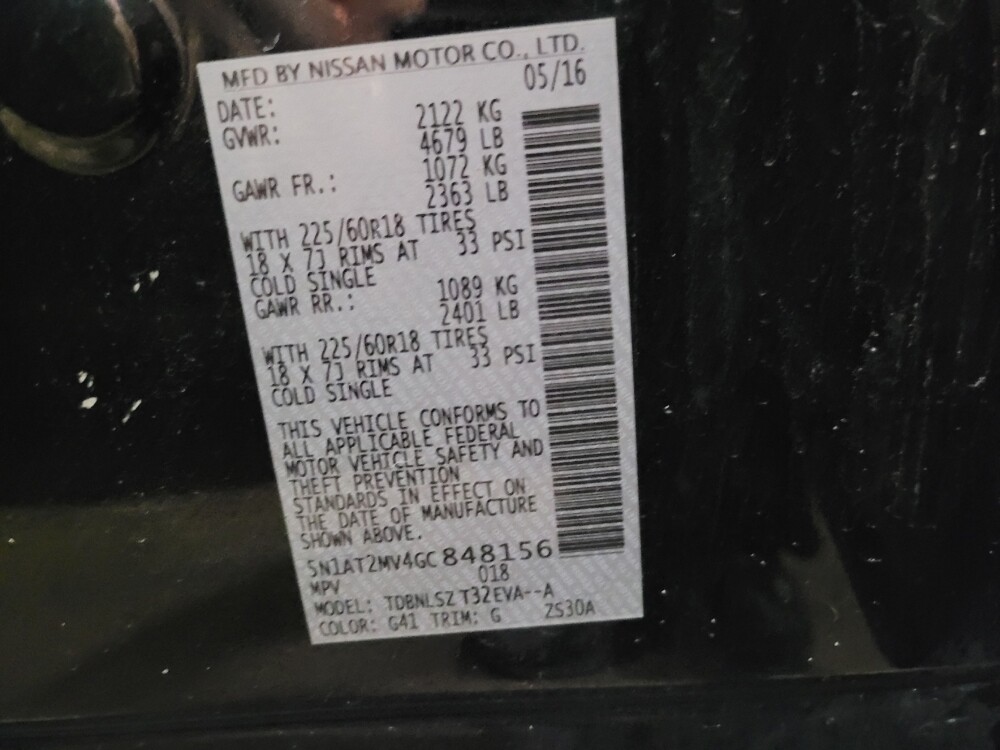 MFD BY NISSAN MOTOR CO., LTD.
DATE: 05/16
GVWR: 2122 KG
4679 LB
GAWR FR.: 1072 KG
2363 LB
WITH 225/60R18 TIRES
18 X 7J RIMS AT 33 PSI
COLD SINGLE
GAWR RR.: 1089 KG
2401 LB
WITH 225/60R18 TIRES
18 X 7J RIMS AT 33 PSI
COLD SINGLE
THIS VEHICLE CONFORMS TO
ALL APPLICABLE FEDERAL
MOTOR VEHICLE SAFETY AND
THEFT PREVENTION
STANDARDS IN EFFECT ON
THE DATE OF MANUFACTURE
SHOWN ABOVE.
5N1AT2MV4GC848156
MPV 018
MODEL: TDBNLSZ T32EVA--A
COLOR: G41 TRIM: G ZS30A